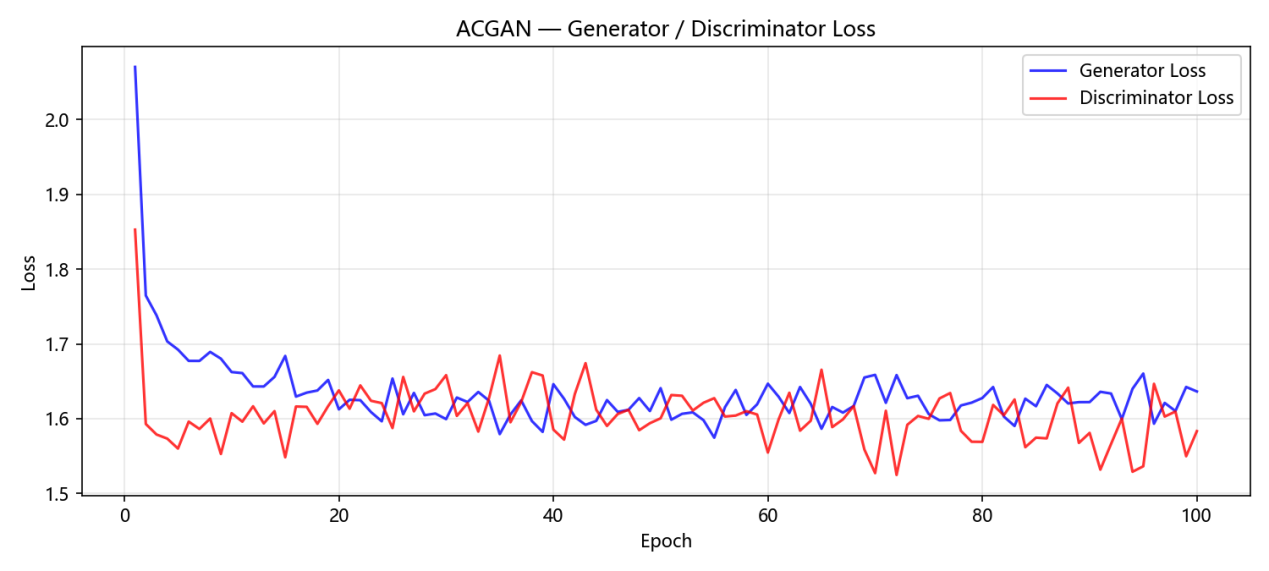 ACGAN — Generator / Discriminator Loss
Generator Loss
Discriminator Loss
Loss
2.0
1.9
1.8
1.7
1.6
1.5
0 20 40 60 80 100
Epoch